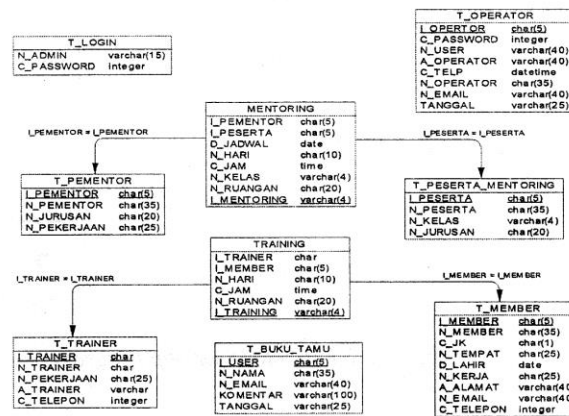 T_LOGIN
N_ADMIN varchar(15)
C_PASSWORD integer
T_OPERATOR
I_OPERTOR char(5)
C_PASSWORD integer
N_USER varchar(40)
A_OPERATOR varchar(40)
C_TELP datetime
N_OPERATOR char(35)
N_EMAIL varchar(40)
TANGGAL varchar(25)
MENTORING
I_PEMENTOR char(5)
I_PESERTA char(5)
D_JADWAL date
N_HARI char(10)
C_JAM time
N_KELAS varchar(4)
N_RUANGAN char(20)
I_MENTORING varchar(4)
I_PEMENTOR = I_PEMENTOR
I_PESERTA = I_PESERTA
T_PEMENTOR
I_PEMENTOR char(5)
N_PEMENTOR char(35)
N_JURUSAN char(20)
N_PEKERJAAN char(25)
T_PESERTA_MENTORING
I_PESERTA char(5)
N_PESERTA char(35)
N_KELAS varchar(4)
N_JURUSAN char(20)
TRAINING
I_TRAINER char
I_MEMBER char(5)
N_HARI char(10)
C_JAM time
N_RUANGAN char(20)
I_TRAINING varchar(4)
I_TRAINER = I_TRAINER
I_MEMBER = I_MEMBER
T_TRAINER
I_TRAINER char
N_TRAINER char
N_PEKERJAAN char(25)
A_TRAINER varchar
C_TELEPON integer
T_BUKU_TAMU
I_USER char(5)
N_NAMA char(35)
N_EMAIL varchar(40)
KOMENTAR varchar(100)
TANGGAL varchar(25)
T_MEMBER
I_MEMBER char(5)
N_MEMBER char(35)
C_JK char(1)
N_TEMPAT char(25)
D_LAHIR date
N_KERJA char(25)
A_ALAMAT varchar(40
N_EMAIL varchar(40
C_TELEPON integer